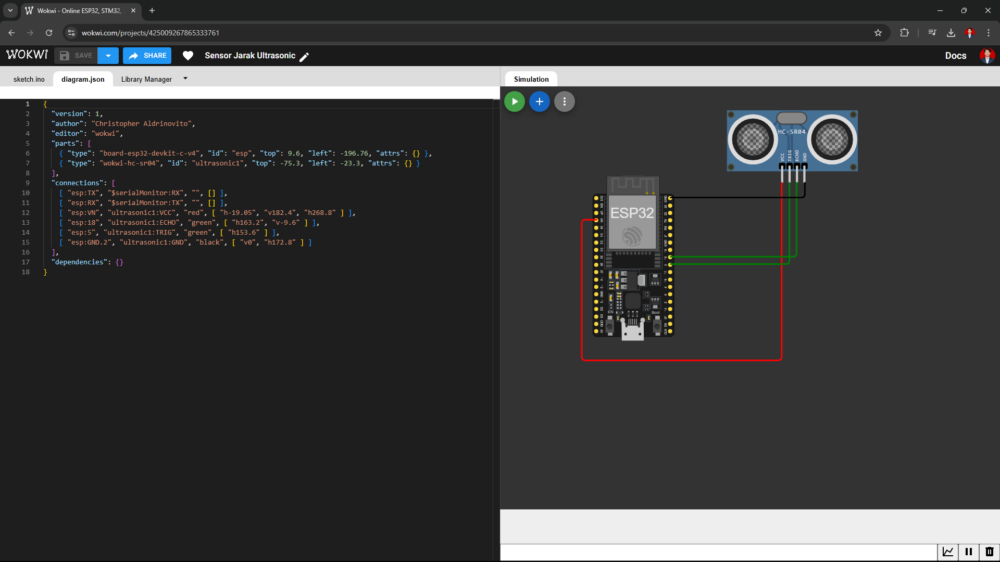 Wokwi - Online ESP32, STM32,
wokwi.com/projects/425009267865333761
WOKWi
SAVE
SHARE
Sensor Jarak Ultrasonic
Docs
sketch.ino
diagram.json
Library Manager
Simulation
1 {
2 "version": 1,
3 "author": "Christopher Aldrinovito",
4 "editor": "wokwi",
5 "parts": [
6 { "type": "board-esp32-devkit-c-v4", "id": "esp", "top": 9.6, "left": -196.76, "attrs": {} },
7 { "type": "wokwi-hc-sr04", "id": "ultrasonic1", "top": -75.3, "left": -23.3, "attrs": {} }
8 ],
9 "connections": [
10 [ "esp:TX", "$serialMonitor:RX", "", [] ],
11 [ "esp:RX", "$serialMonitor:TX", "", [] ],
12 [ "esp:VN", "ultrasonic1:VCC", "red", [ "h-19.05", "v182.4", "h268.8" ] ],
13 [ "esp:18", "ultrasonic1:ECHO", "green", [ "h163.2", "v-9.6" ] ],
14 [ "esp:5", "ultrasonic1:TRIG", "green", [ "h153.6" ] ],
15 [ "esp:GND.2", "ultrasonic1:GND", "black", [ "v0", "h172.8" ] ]
16 ],
17 "dependencies": {}
18 }
HC-SR04
VCC
TRIG
ECHO
GND
ESP32
EN
Boot